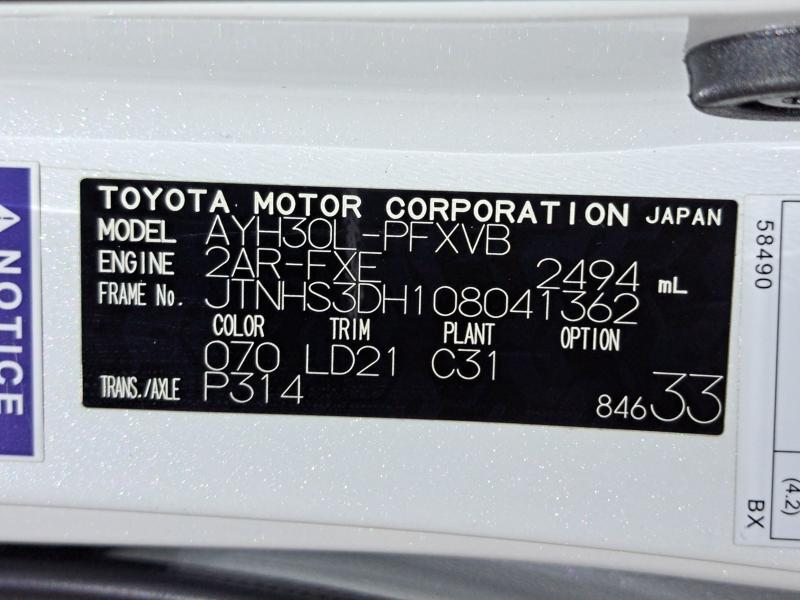 TOYOTA MOTOR CORPORATION JAPAN
MODEL AYH30L-PFXVB
ENGINE 2AR-FXE 2494 mL
FRAME No. JTNHS3DH108041362
COLOR TRIM PLANT OPTION
070 LD21 C31
TRANS./AXLE P314
84633
NOTICE
58490
(4.2)
BX